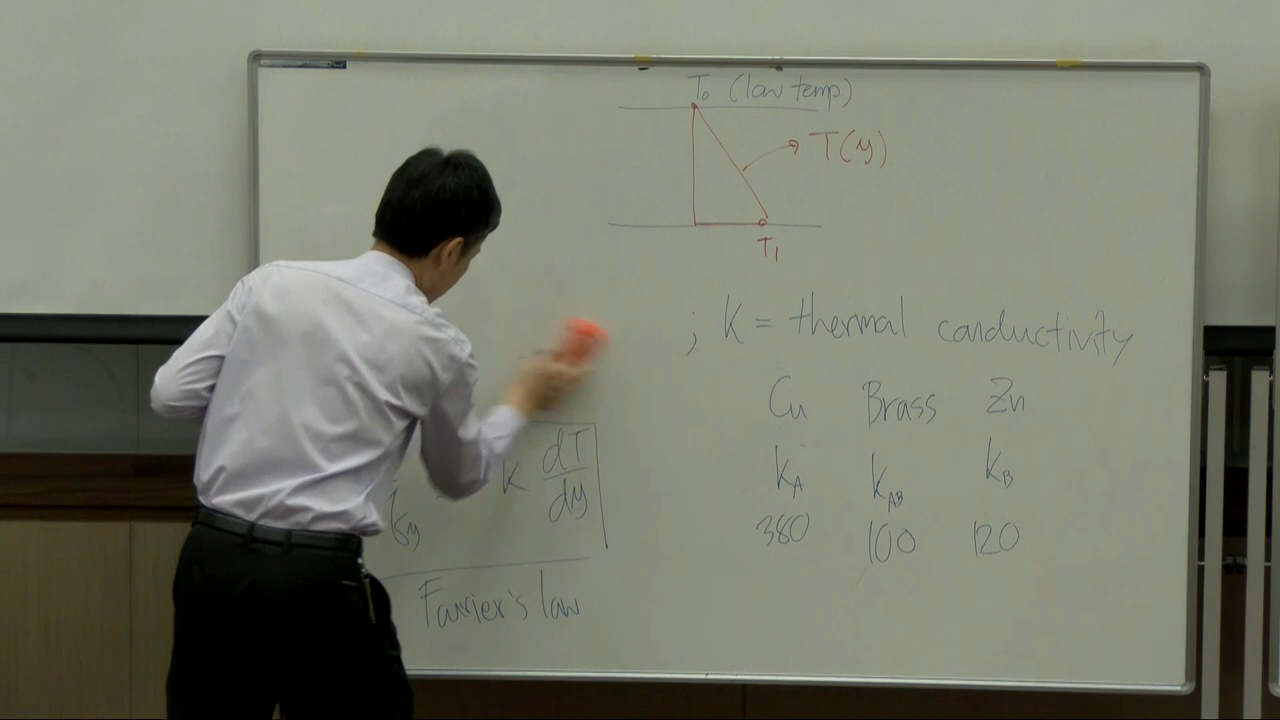 T₀ (low temp)
T(y)
T₁
; K = thermal conductivity
Cu Brass Zn
k_A k_AB k_B
380 100 120
q_y K dT/dy
Fourier's law